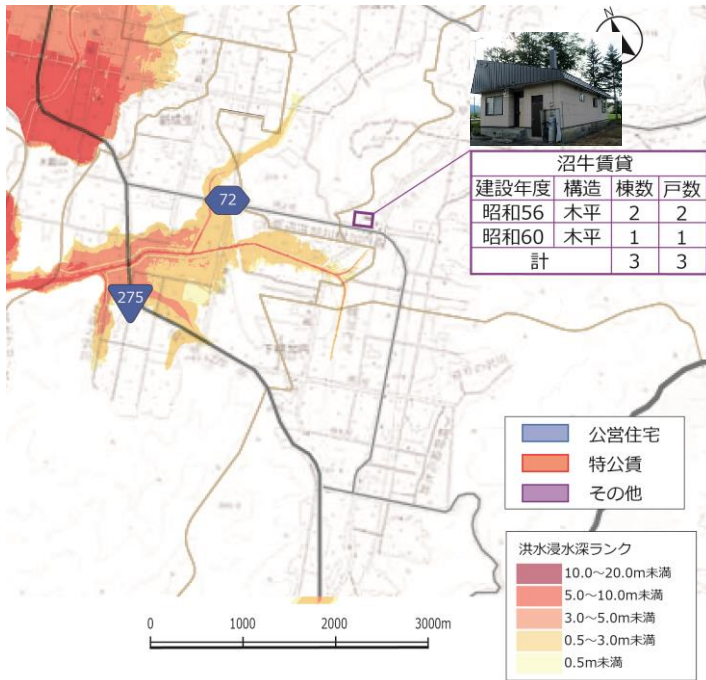 N
沼牛賃貸
建設年度 構造 棟数 戸数
昭和56 木平 2 2
昭和60 木平 1 1
計 3 3
72
275
公営住宅
特公賃
その他
洪水浸水深ランク
10.0～20.0m未満
5.0～10.0m未満
3.0～5.0m未満
0.5～3.0m未満
0.5m未満
0 1000 2000 3000m